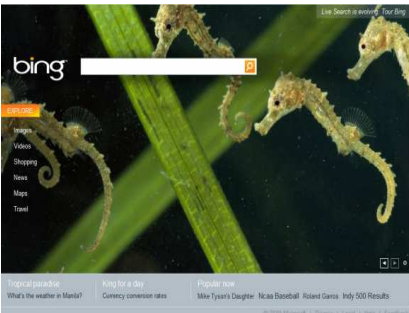 Live Search is evolving. Tour Bing
bing
EXPLORE
Images
Videos
Shopping
News
Maps
Travel
Tropical paradise
What's the weather in Manila?
King for a day
Currency conversion rates
Popular now
Mike Tyson's Daughter Ncaa Baseball Roland Garros Indy 500 Results